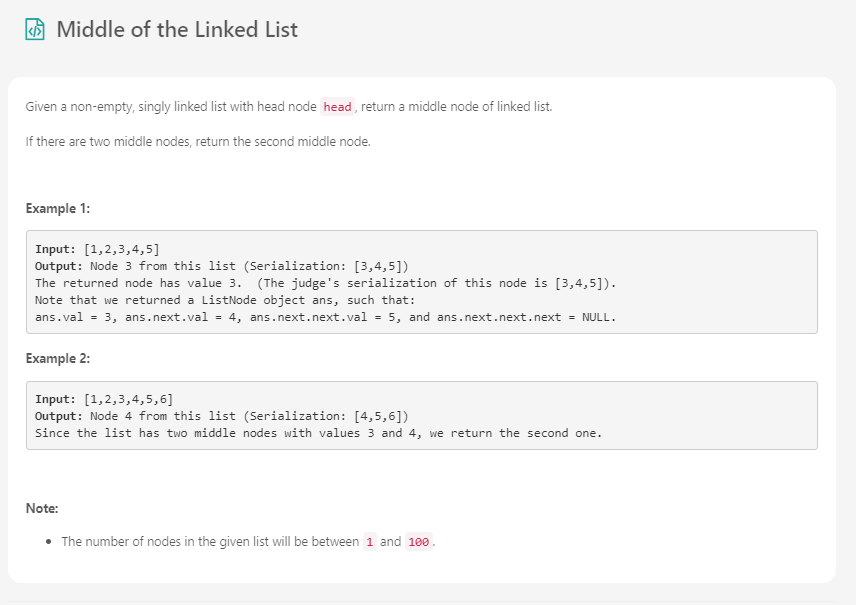 Middle of the Linked List
Given a non-empty, singly linked list with head node head, return a middle node of linked list.
If there are two middle nodes, return the second middle node.
Example 1:
Input: [1,2,3,4,5]
Output: Node 3 from this list (Serialization: [3,4,5])
The returned node has value 3.  (The judge's serialization of this node is [3,4,5]).
Note that we returned a ListNode object ans, such that:
ans.val = 3, ans.next.val = 4, ans.next.next.val = 5, and ans.next.next.next = NULL.
Example 2:
Input: [1,2,3,4,5,6]
Output: Node 4 from this list (Serialization: [4,5,6])
Since the list has two middle nodes with values 3 and 4, we return the second one.
Note:
• The number of nodes in the given list will be between 1 and 100.